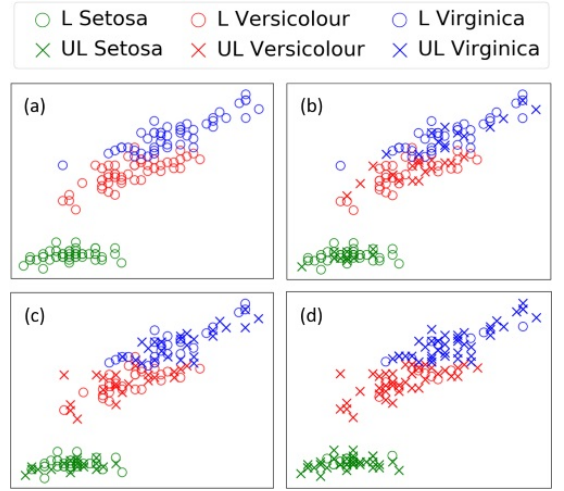 L Setosa L Versicolour L Virginica
UL Setosa UL Versicolour UL Virginica
(a) (b)
(c) (d)